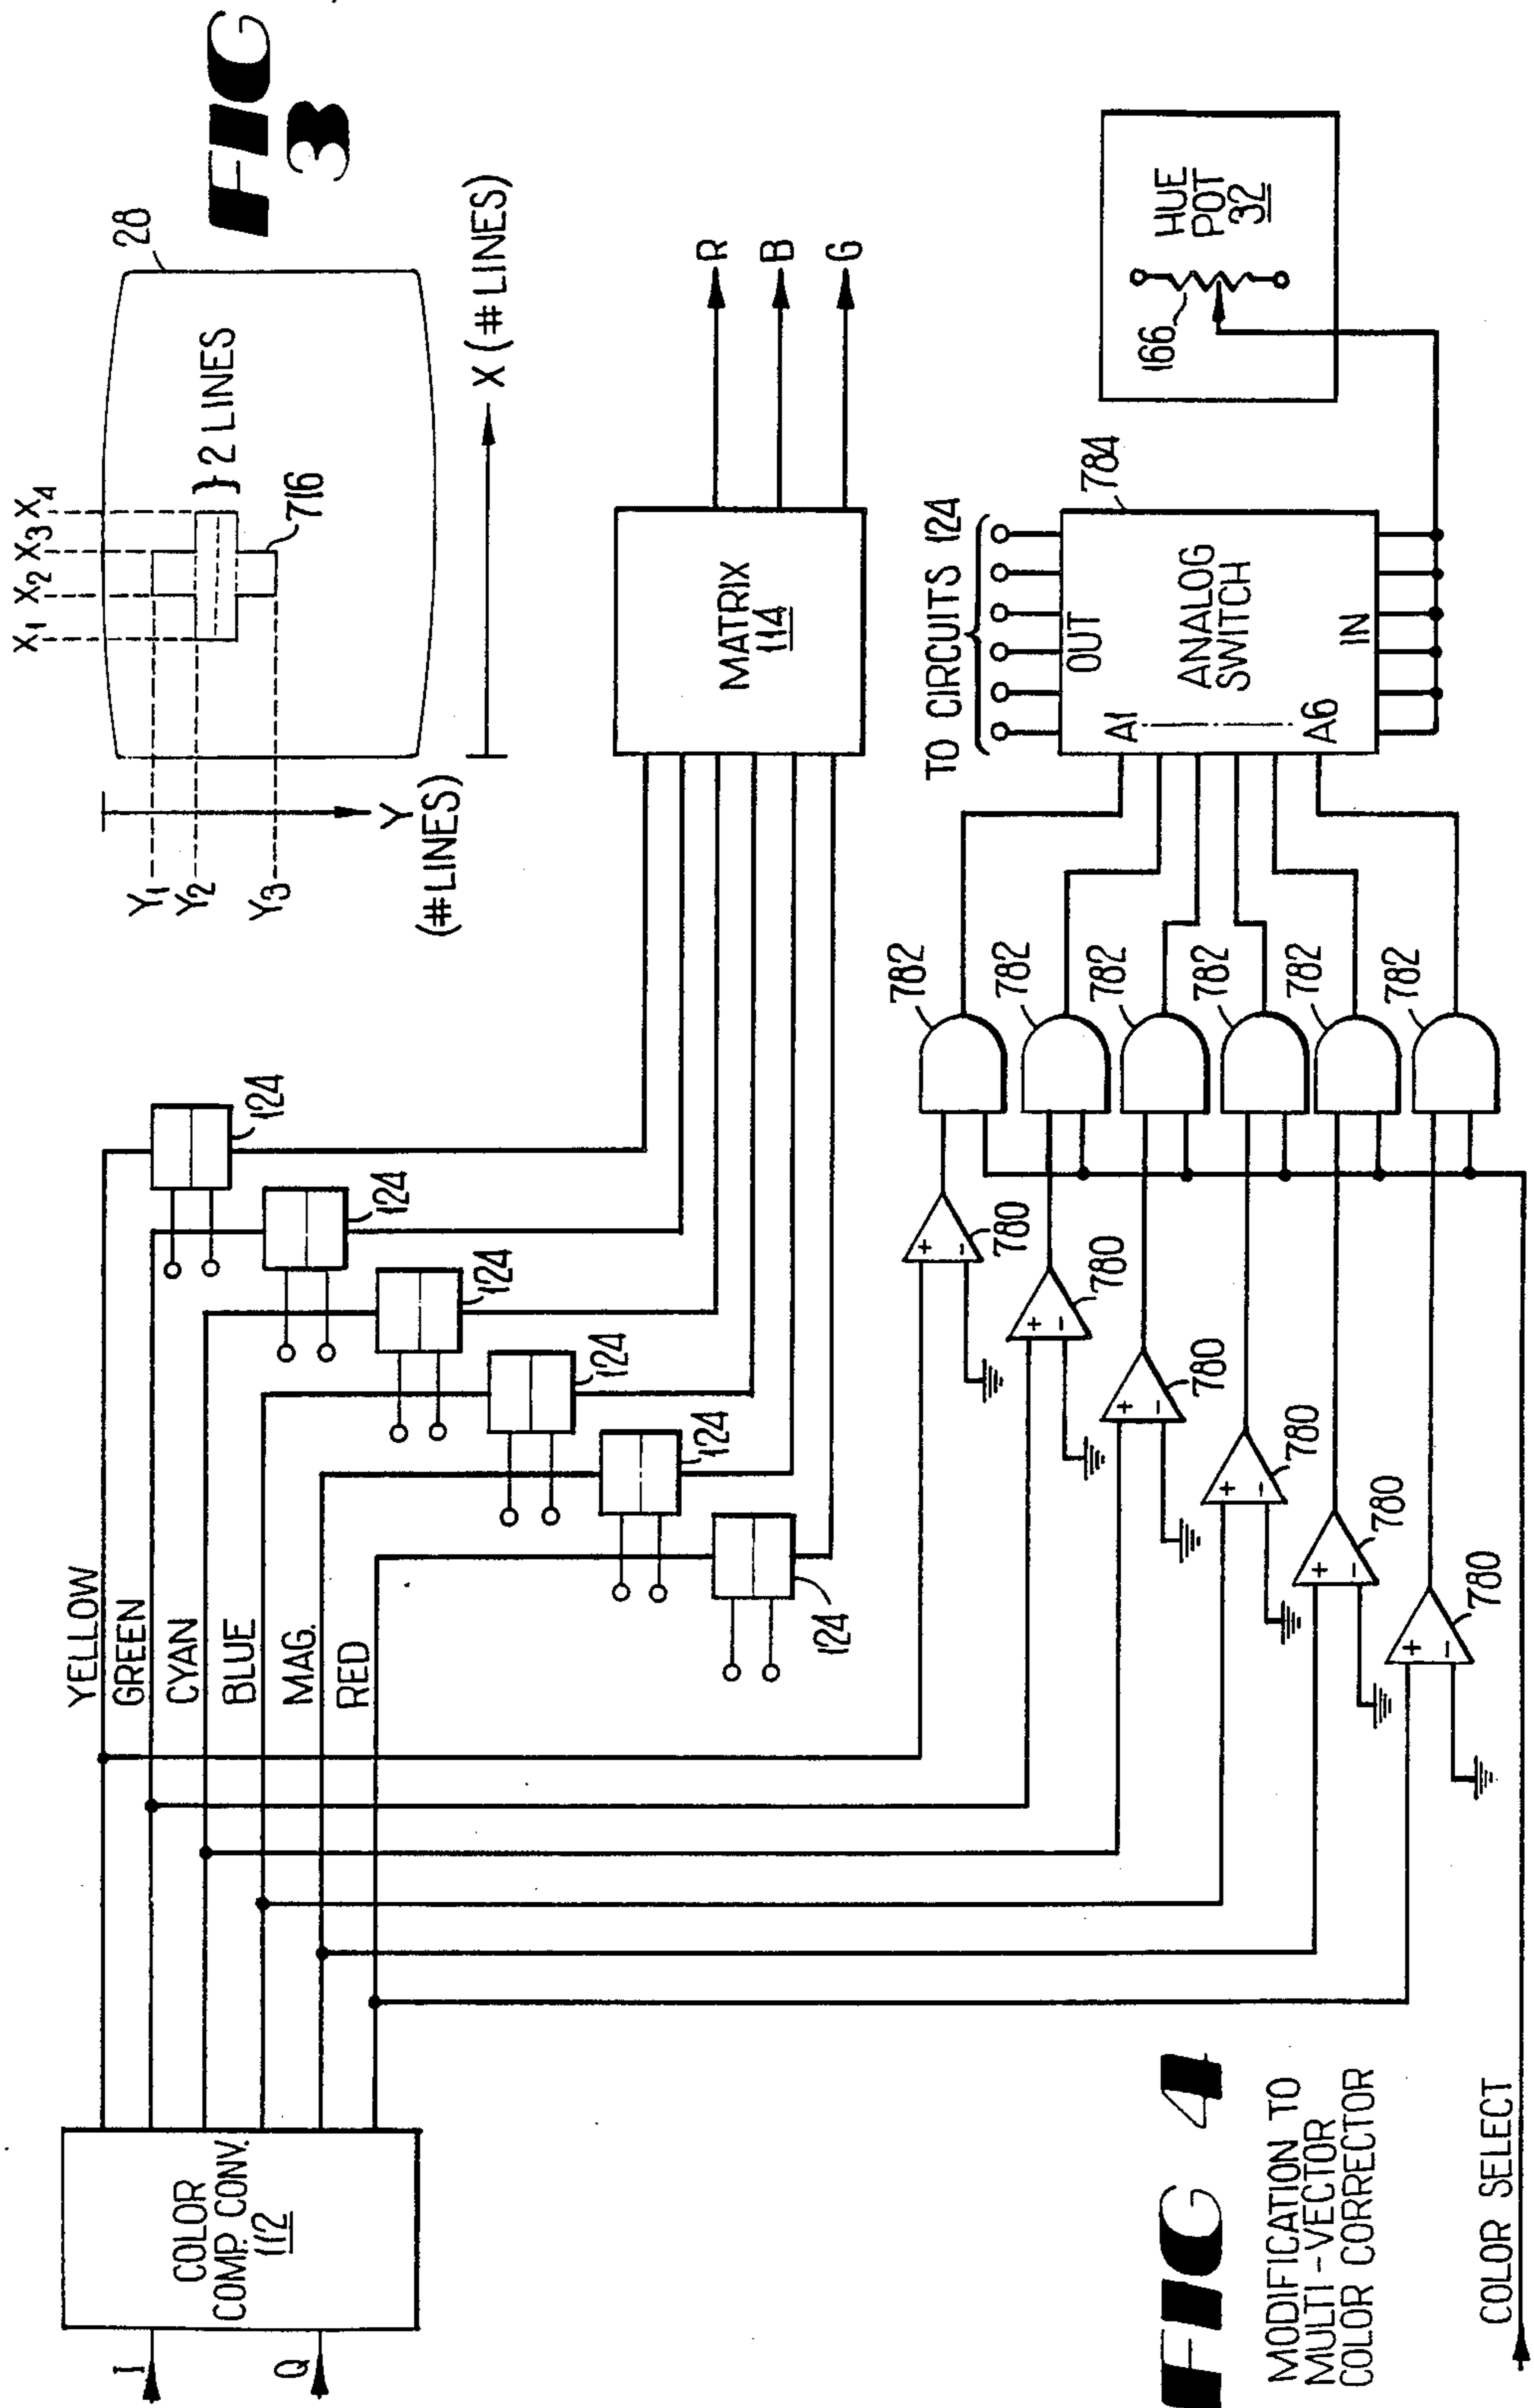 FIG
3
28
X1 X2 X3 X4
} 2 LINES
716
Y1
Y2
Y3
Y
(# LINES)
X (# LINES)
I
Q
COLOR
COMP. CONV.
112
YELLOW
GREEN
CYAN
BLUE
MAG.
RED
124
124
124
124
124
124
MATRIX
114
R
B
G
+
-
780
+
-
780
+
-
780
+
-
780
+
-
780
+
-
780
782
782
782
782
782
782
TO CIRCUITS 124
784
OUT
A1
ANALOG
SWITCH
A6
IN
HUE
POT
32
166
FIG 4
MODIFICATION TO
MULTI-VECTOR
COLOR CORRECTOR
COLOR SELECT